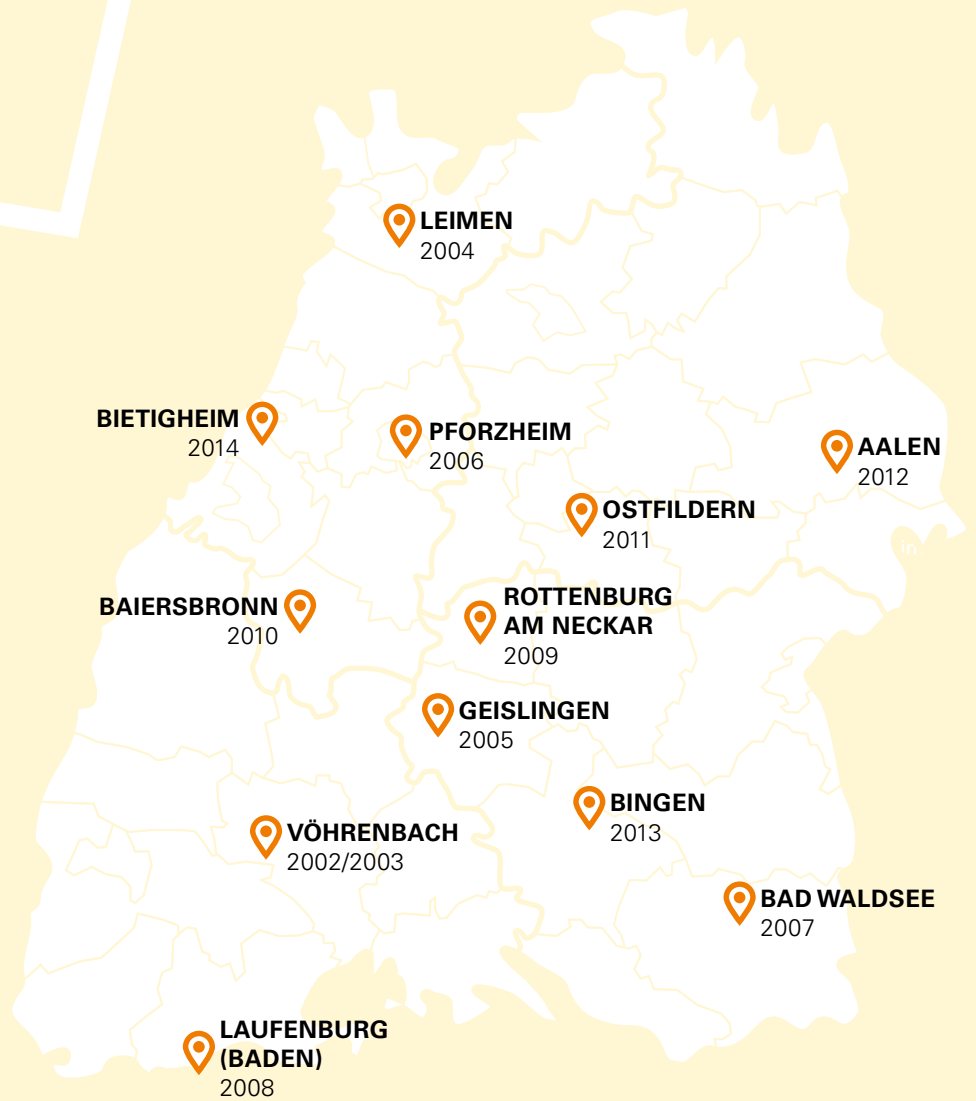 LEIMEN
2004
BIETIGHEIM
2014
PFORZHEIM
2006
AALEN
2012
OSTFILDERN
2011
in
BAIERSBRONN
2010
ROTTENBURG
AM NECKAR
2009
GEISLINGEN
2005
BINGEN
2013
VÖHRENBACH
2002/2003
BAD WALDSEE
2007
LAUFENBURG
(BADEN)
2008